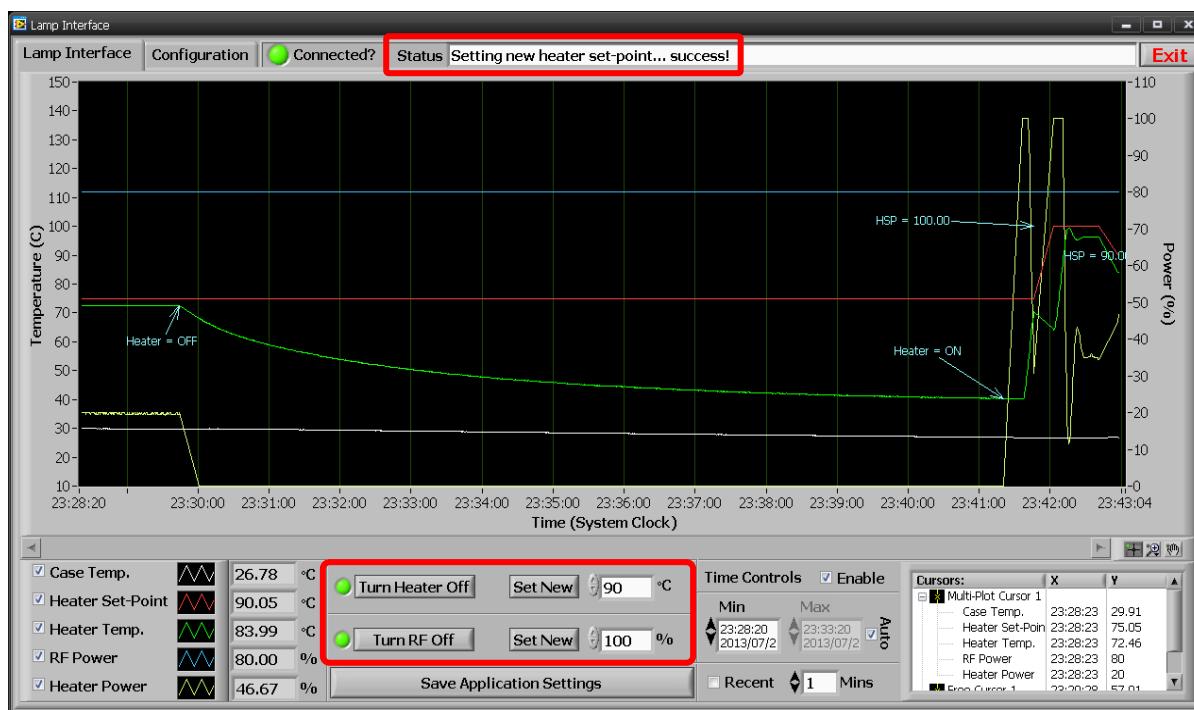 Lamp Interface
Lamp Interface Configuration Connected? Status Setting new heater set-point... success! Exit
150 110
140 100
130
120 90
110 80
100 HSP = 100.00 70
90 HSP = 90.0 60
80
70 50
60 Heater = OFF Heater = ON 40
50 30
40
30 20
20 10
10 0
Temperature (C)
Power (%)
23:28:20 23:30:00 23:31:00 23:32:00 23:33:00 23:34:00 23:35:00 23:36:00 23:37:00 23:38:00 23:39:00 23:40:00 23:41:00 23:42:00 23:43:04
Time (System Clock)
Case Temp. 26.78 °C
Heater Set-Point 90.05 °C
Heater Temp. 83.99 °C
RF Power 80.00 %
Heater Power 46.67 %
Turn Heater Off Set New 90 °C
Turn RF Off Set New 100 %
Save Application Settings
Time Controls Enable
Min Max
23:28:20 23:33:20
2013/07/2 2013/07/2
Auto
Recent 1 Mins
Cursors: X Y
Multi-Plot Cursor 1
Case Temp. 23:28:23 29.91
Heater Set-Poin 23:28:23 75.05
Heater Temp. 23:28:23 72.46
RF Power 23:28:23 80
Heater Power 23:28:23 20